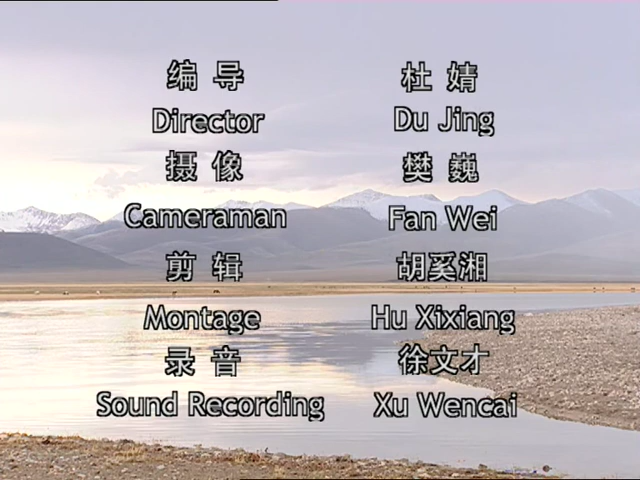 编 导 杜 婧
Director Du Jing
摄 像 樊 巍
Cameraman Fan Wei
剪 辑 胡奚湘
Montage Hu Xixiang
录 音 徐文才
Sound Recording Xu Wencai